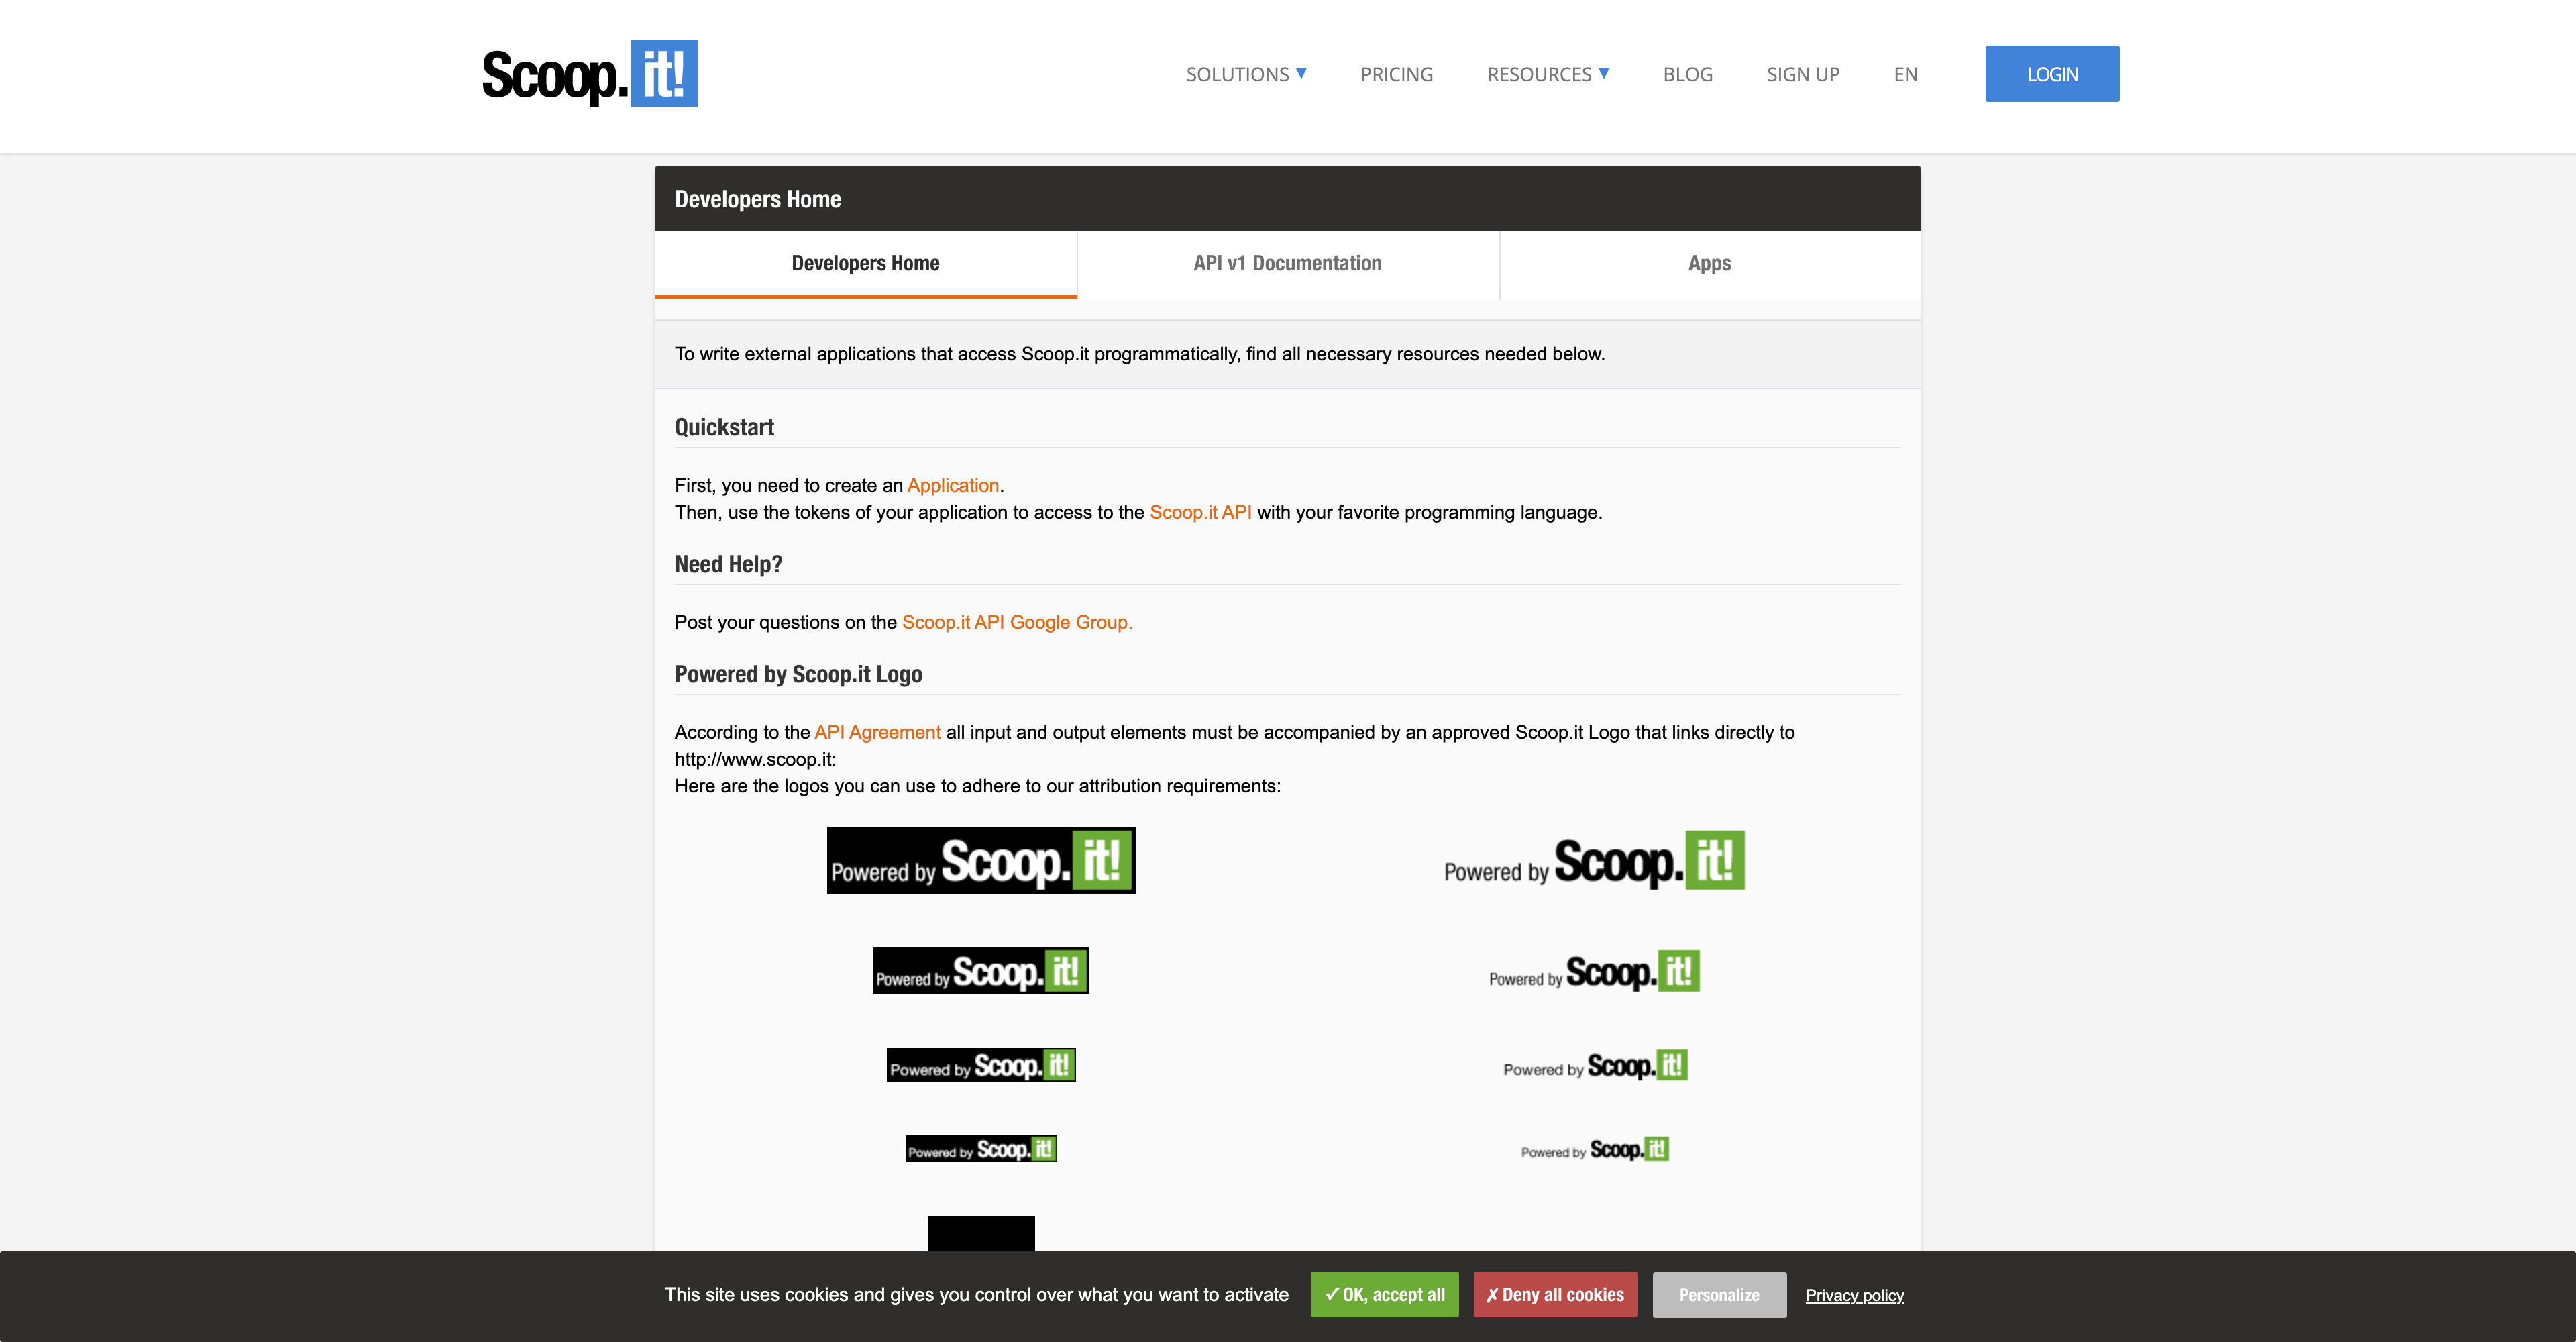 Scoop.it!
SOLUTIONS ▼ PRICING RESOURCES ▼ BLOG SIGN UP EN LOGIN
Developers Home
Developers Home API v1 Documentation Apps
To write external applications that access Scoop.it programmatically, find all necessary resources needed below.
Quickstart
First, you need to create an Application.
Then, use the tokens of your application to access to the Scoop.it API with your favorite programming language.
Need Help?
Post your questions on the Scoop.it API Google Group.
Powered by Scoop.it Logo
According to the API Agreement all input and output elements must be accompanied by an approved Scoop.it Logo that links directly to
http://www.scoop.it:
Here are the logos you can use to adhere to our attribution requirements:
Powered by Scoop.it! Powered by Scoop.it!
Powered by Scoop.it! Powered by Scoop.it!
Powered by Scoop.it! Powered by Scoop.it!
Powered by Scoop.it! Powered by Scoop.it!
This site uses cookies and gives you control over what you want to activate ✓ OK, accept all ✗ Deny all cookies Personalize Privacy policy